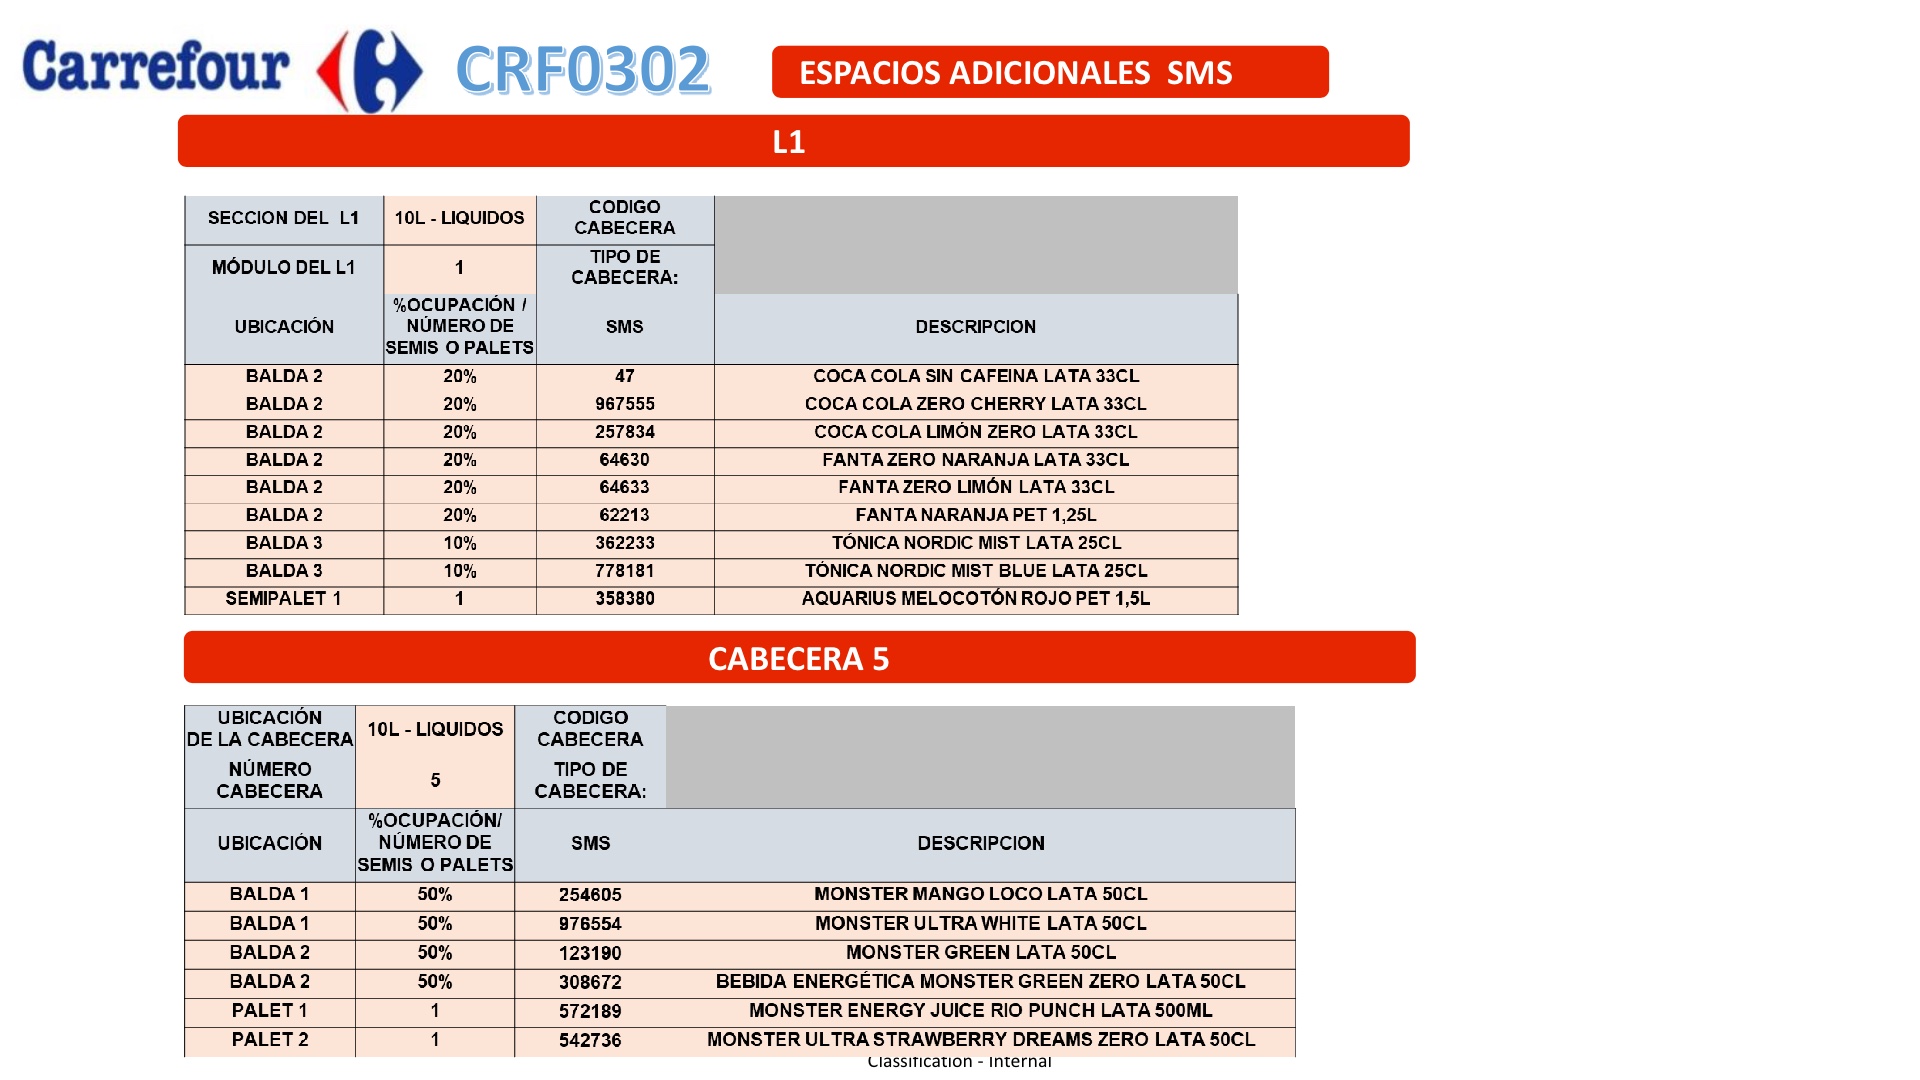 Carrefour CRF0302 ESPACIOS ADICIONALES SMS
L1
SECCION DEL L1 10L - LIQUIDOS CODIGO CABECERA
MÓDULO DEL L1 1 TIPO DE CABECERA:
UBICACIÓN %OCUPACIÓN / NÚMERO DE SEMIS O PALETS SMS DESCRIPCION
BALDA 2 20% 47 COCA COLA SIN CAFEINA LATA 33CL
BALDA 2 20% 967555 COCA COLA ZERO CHERRY LATA 33CL
BALDA 2 20% 257834 COCA COLA LIMÓN ZERO LATA 33CL
BALDA 2 20% 64630 FANTA ZERO NARANJA LATA 33CL
BALDA 2 20% 64633 FANTA ZERO LIMÓN LATA 33CL
BALDA 2 20% 62213 FANTA NARANJA PET 1,25L
BALDA 3 10% 362233 TÓNICA NORDIC MIST LATA 25CL
BALDA 3 10% 778181 TÓNICA NORDIC MIST BLUE LATA 25CL
SEMIPALET 1 1 358380 AQUARIUS MELOCOTÓN ROJO PET 1,5L
CABECERA 5
UBICACIÓN DE LA CABECERA 10L - LIQUIDOS CODIGO CABECERA
NÚMERO CABECERA 5 TIPO DE CABECERA:
UBICACIÓN %OCUPACIÓN/ NÚMERO DE SEMIS O PALETS SMS DESCRIPCION
BALDA 1 50% 254605 MONSTER MANGO LOCO LATA 50CL
BALDA 1 50% 976554 MONSTER ULTRA WHITE LATA 50CL
BALDA 2 50% 123190 MONSTER GREEN LATA 50CL
BALDA 2 50% 308672 BEBIDA ENERGÉTICA MONSTER GREEN ZERO LATA 50CL
PALET 1 1 572189 MONSTER ENERGY JUICE RIO PUNCH LATA 500ML
PALET 2 1 542736 MONSTER ULTRA STRAWBERRY DREAMS ZERO LATA 50CL
Classification - Internal